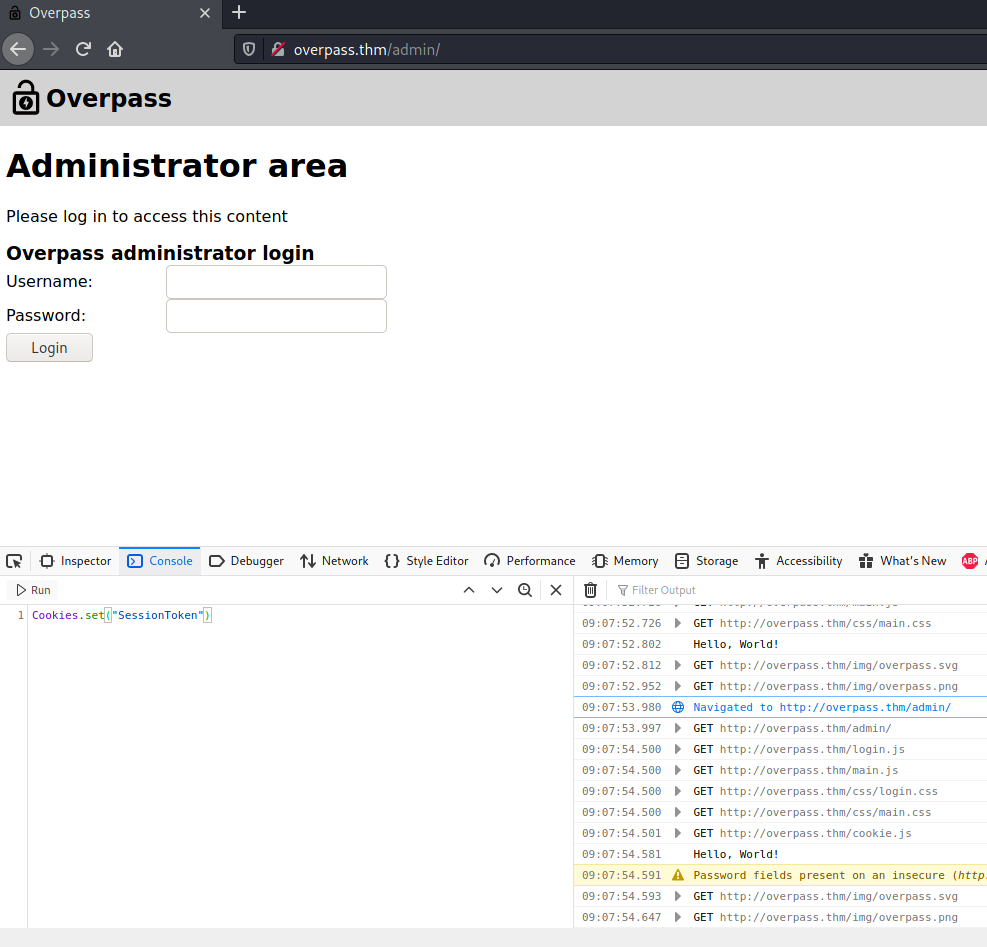 Overpass
overpass.thm/admin/
Overpass
Administrator area
Please log in to access this content
Overpass administrator login
Username:
Password:
Login
Inspector Console Debugger Network Style Editor Performance Memory Storage Accessibility What's New ABP
Run
Filter Output
1 Cookies.set("SessionToken")
09:07:52.726 GET http://overpass.thm/css/main.css
09:07:52.802 Hello, World!
09:07:52.812 GET http://overpass.thm/img/overpass.svg
09:07:52.952 GET http://overpass.thm/img/overpass.png
09:07:53.980 Navigated to http://overpass.thm/admin/
09:07:53.997 GET http://overpass.thm/admin/
09:07:54.500 GET http://overpass.thm/login.js
09:07:54.500 GET http://overpass.thm/main.js
09:07:54.500 GET http://overpass.thm/css/login.css
09:07:54.500 GET http://overpass.thm/css/main.css
09:07:54.501 GET http://overpass.thm/cookie.js
09:07:54.581 Hello, World!
09:07:54.591 Password fields present on an insecure (http:
09:07:54.593 GET http://overpass.thm/img/overpass.svg
09:07:54.647 GET http://overpass.thm/img/overpass.png